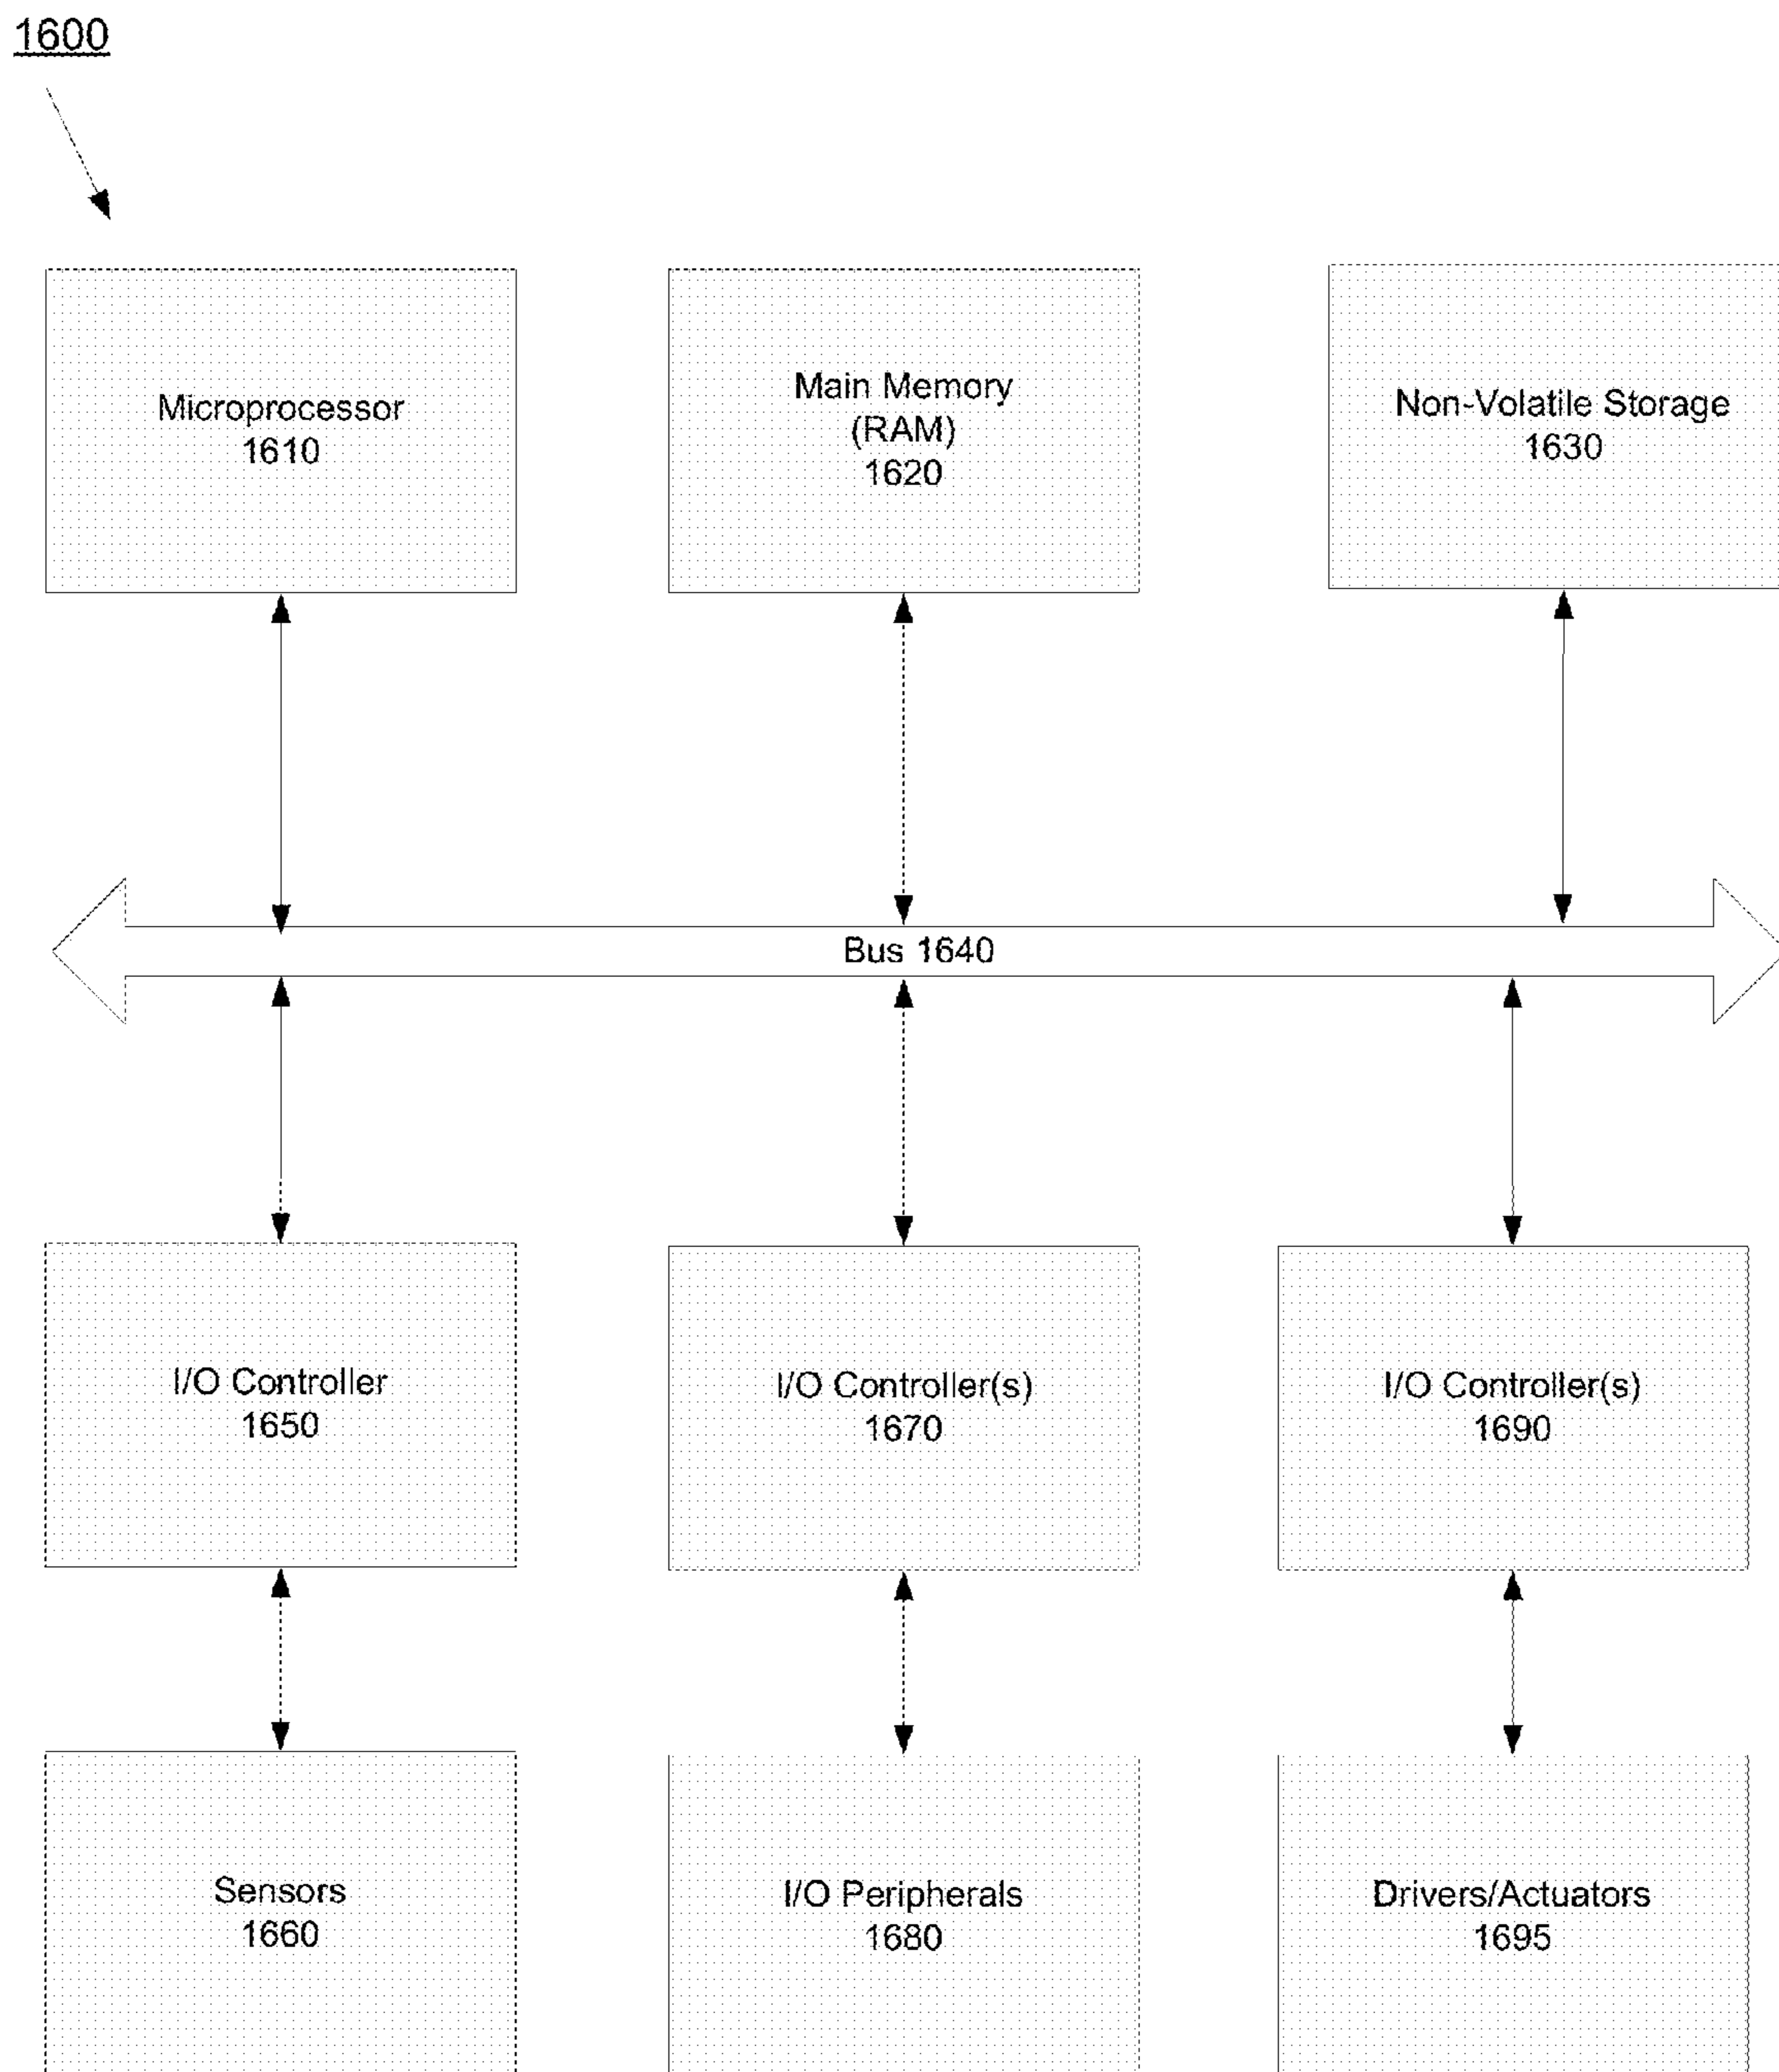 1600
Microprocessor
1610
Main Memory
(RAM)
1620
Non-Volatile Storage
1630
Bus 1640
I/O Controller
1650
I/O Controller(s)
1670
I/O Controller(s)
1690
Sensors
1660
I/O Peripherals
1680
Drivers/Actuators
1695